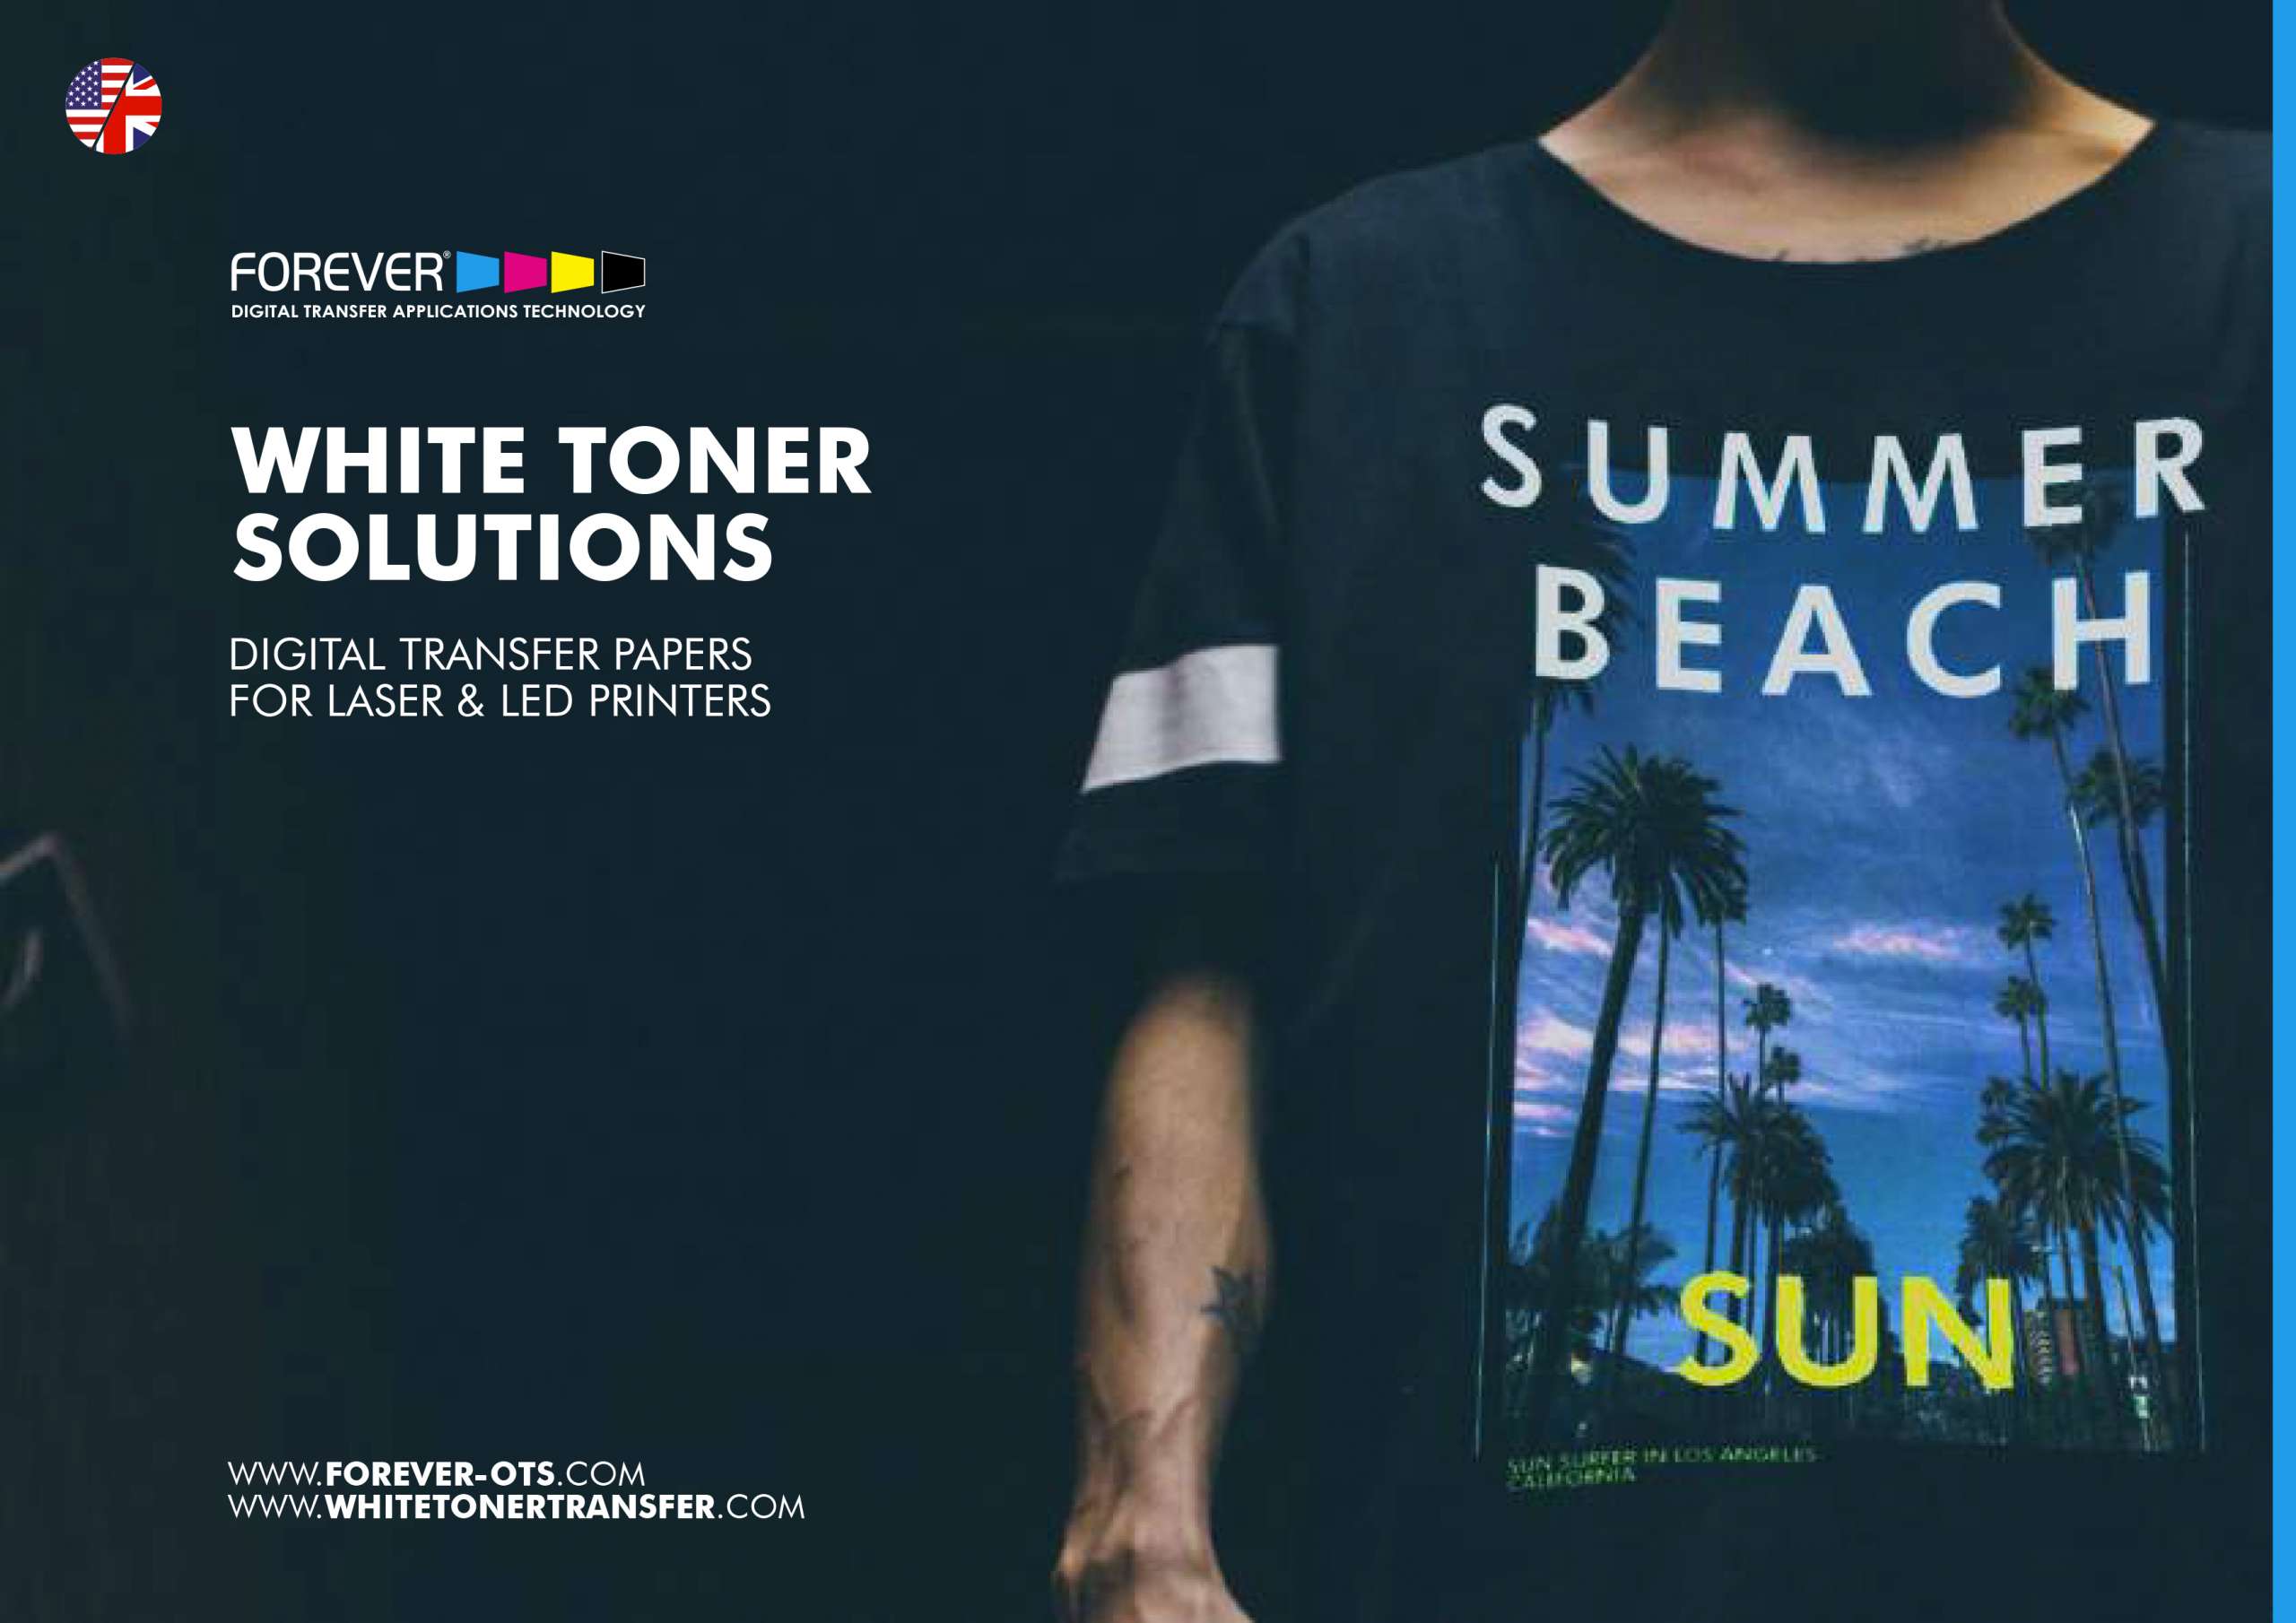 FOREVER®
DIGITAL TRANSFER APPLICATIONS TECHNOLOGY
WHITE TONER
SOLUTIONS
DIGITAL TRANSFER PAPERS
FOR LASER & LED PRINTERS
WWW.FOREVER-OTS.COM
WWW.WHITETONERTRANSFER.COM
SUMMER
BEACH
SUN
SUN SURFER IN LOS ANGELES
CALIFORNIA